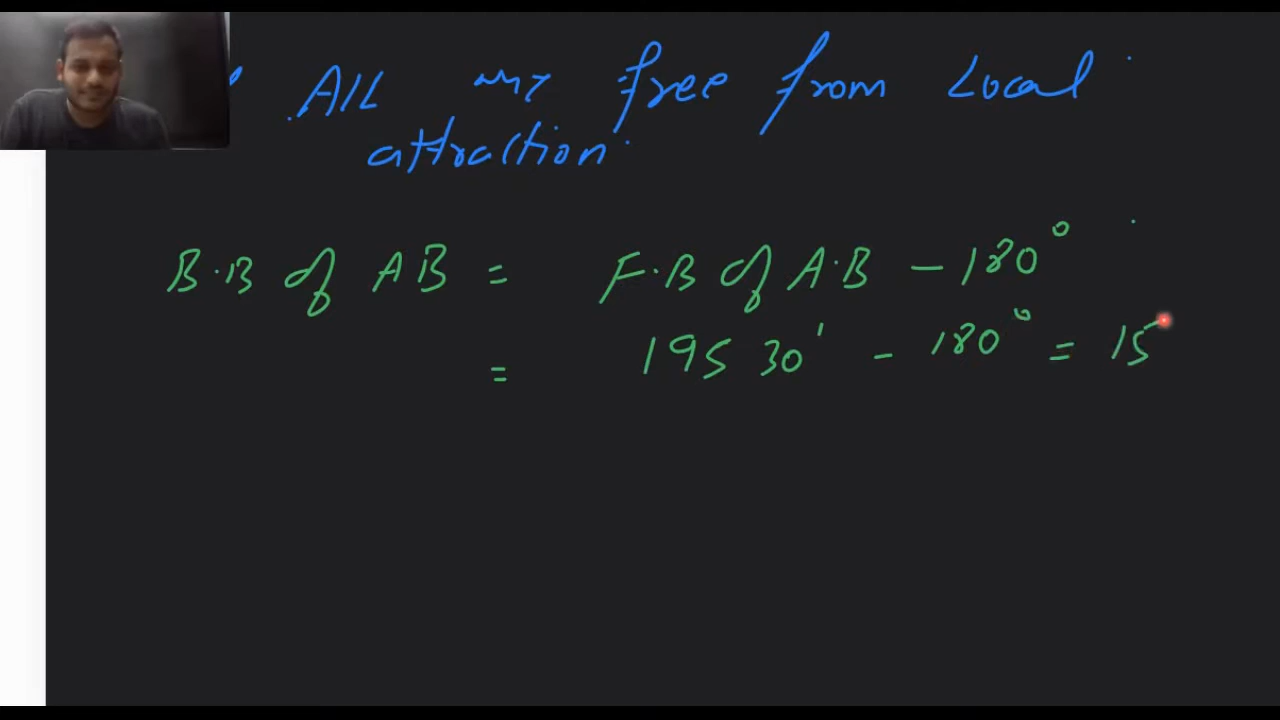 All are free from Local
attraction.
B.B of AB = F.B of A.B - 180°
= 195 30' - 180° = 15